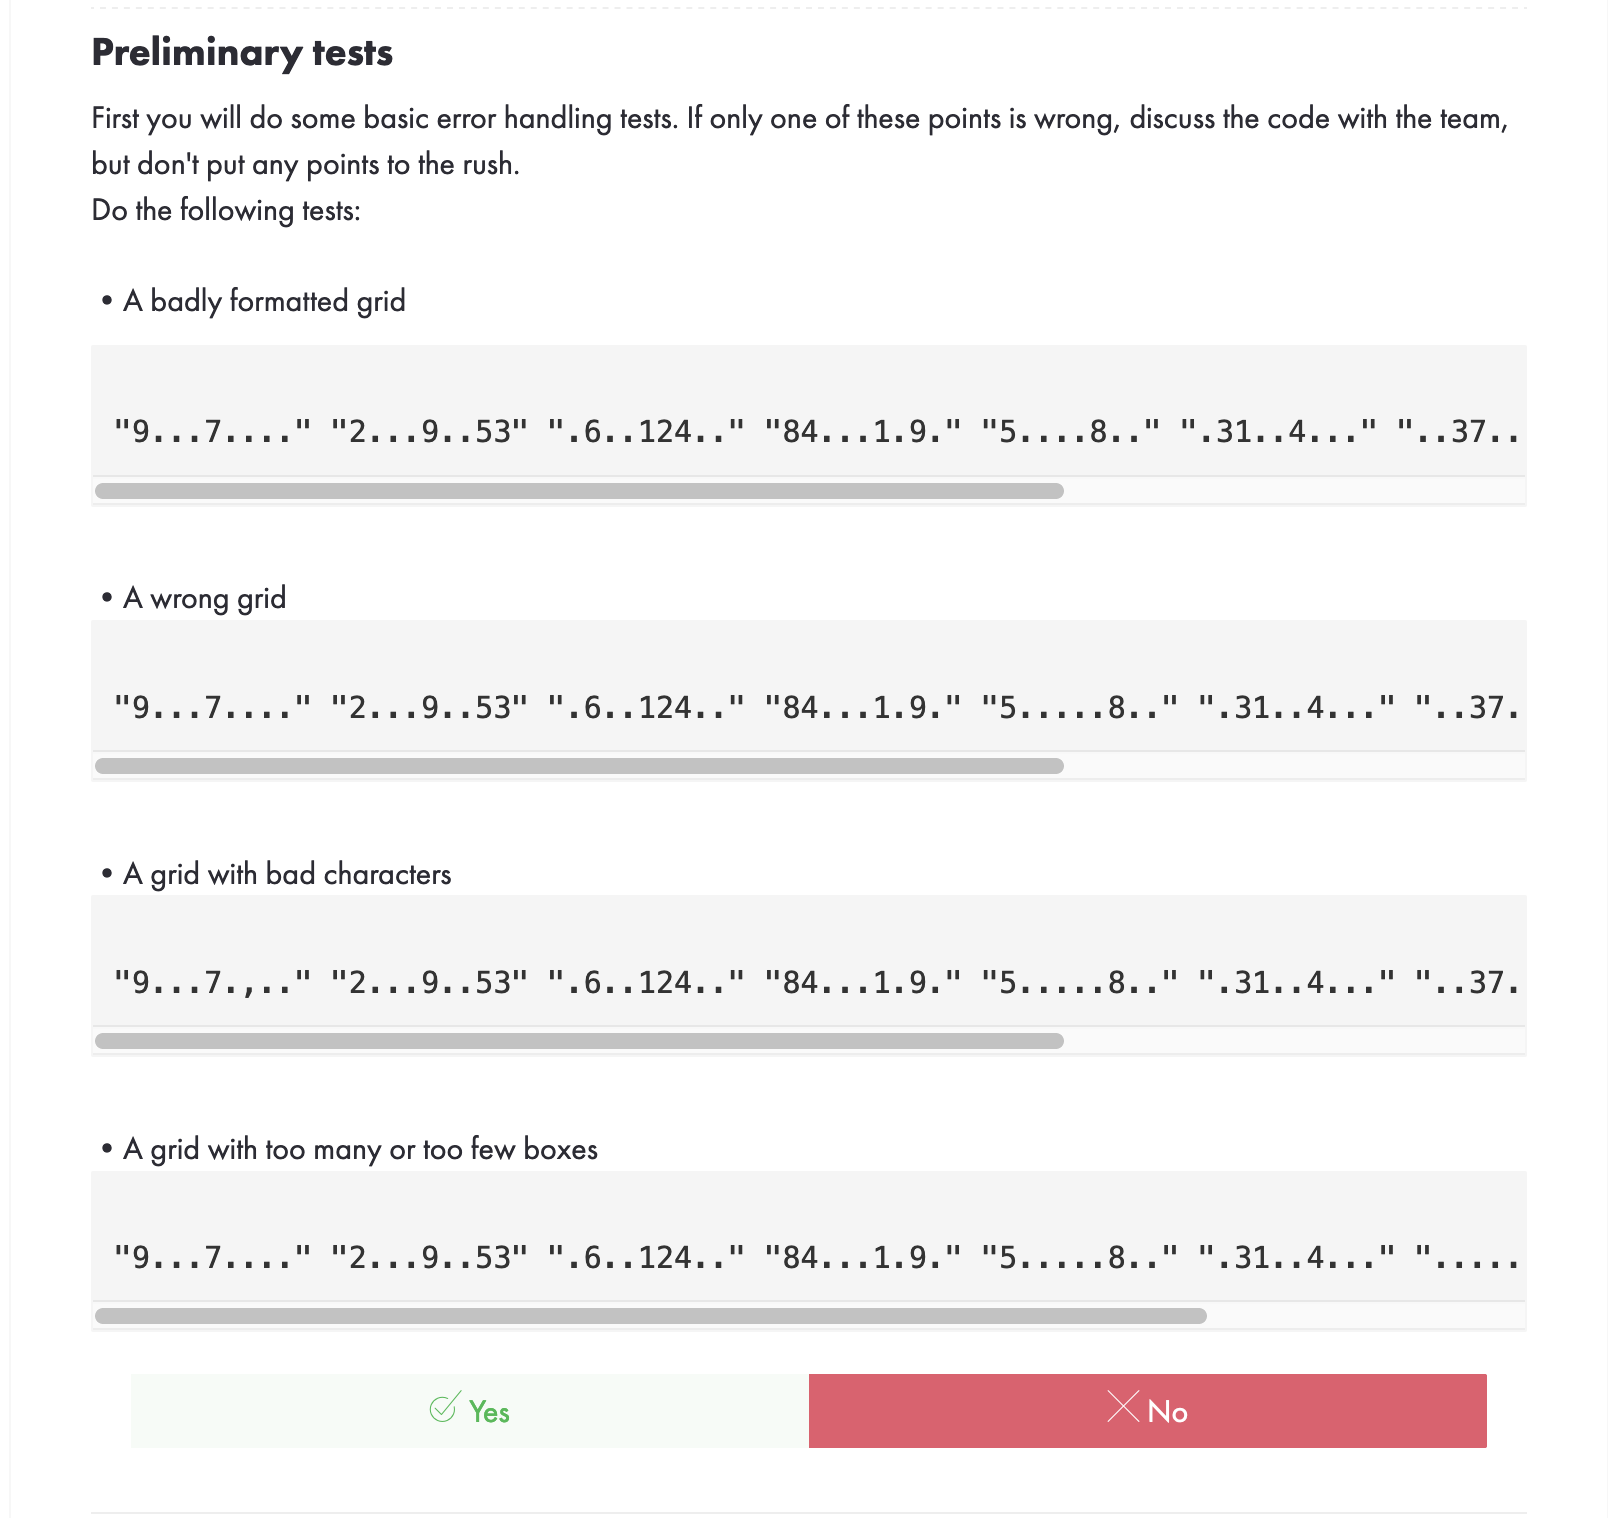 Preliminary tests
First you will do some basic error handling tests. If only one of these points is wrong, discuss the code with the team,
but don't put any points to the rush.
Do the following tests:
• A badly formatted grid
"9...7...." "2...9..53" ".6..124.." "84...1.9." "5....8.." ".31..4..." "..37..
• A wrong grid
"9...7...." "2...9..53" ".6..124.." "84...1.9." "5.....8.." ".31..4..." "..37.
• A grid with bad characters
"9...7.,.." "2...9..53" ".6..124.." "84...1.9." "5.....8.." ".31..4..." "..37.
• A grid with too many or too few boxes
"9...7...." "2...9..53" ".6..124.." "84...1.9." "5.....8.." ".31..4..." ".....
Yes
No